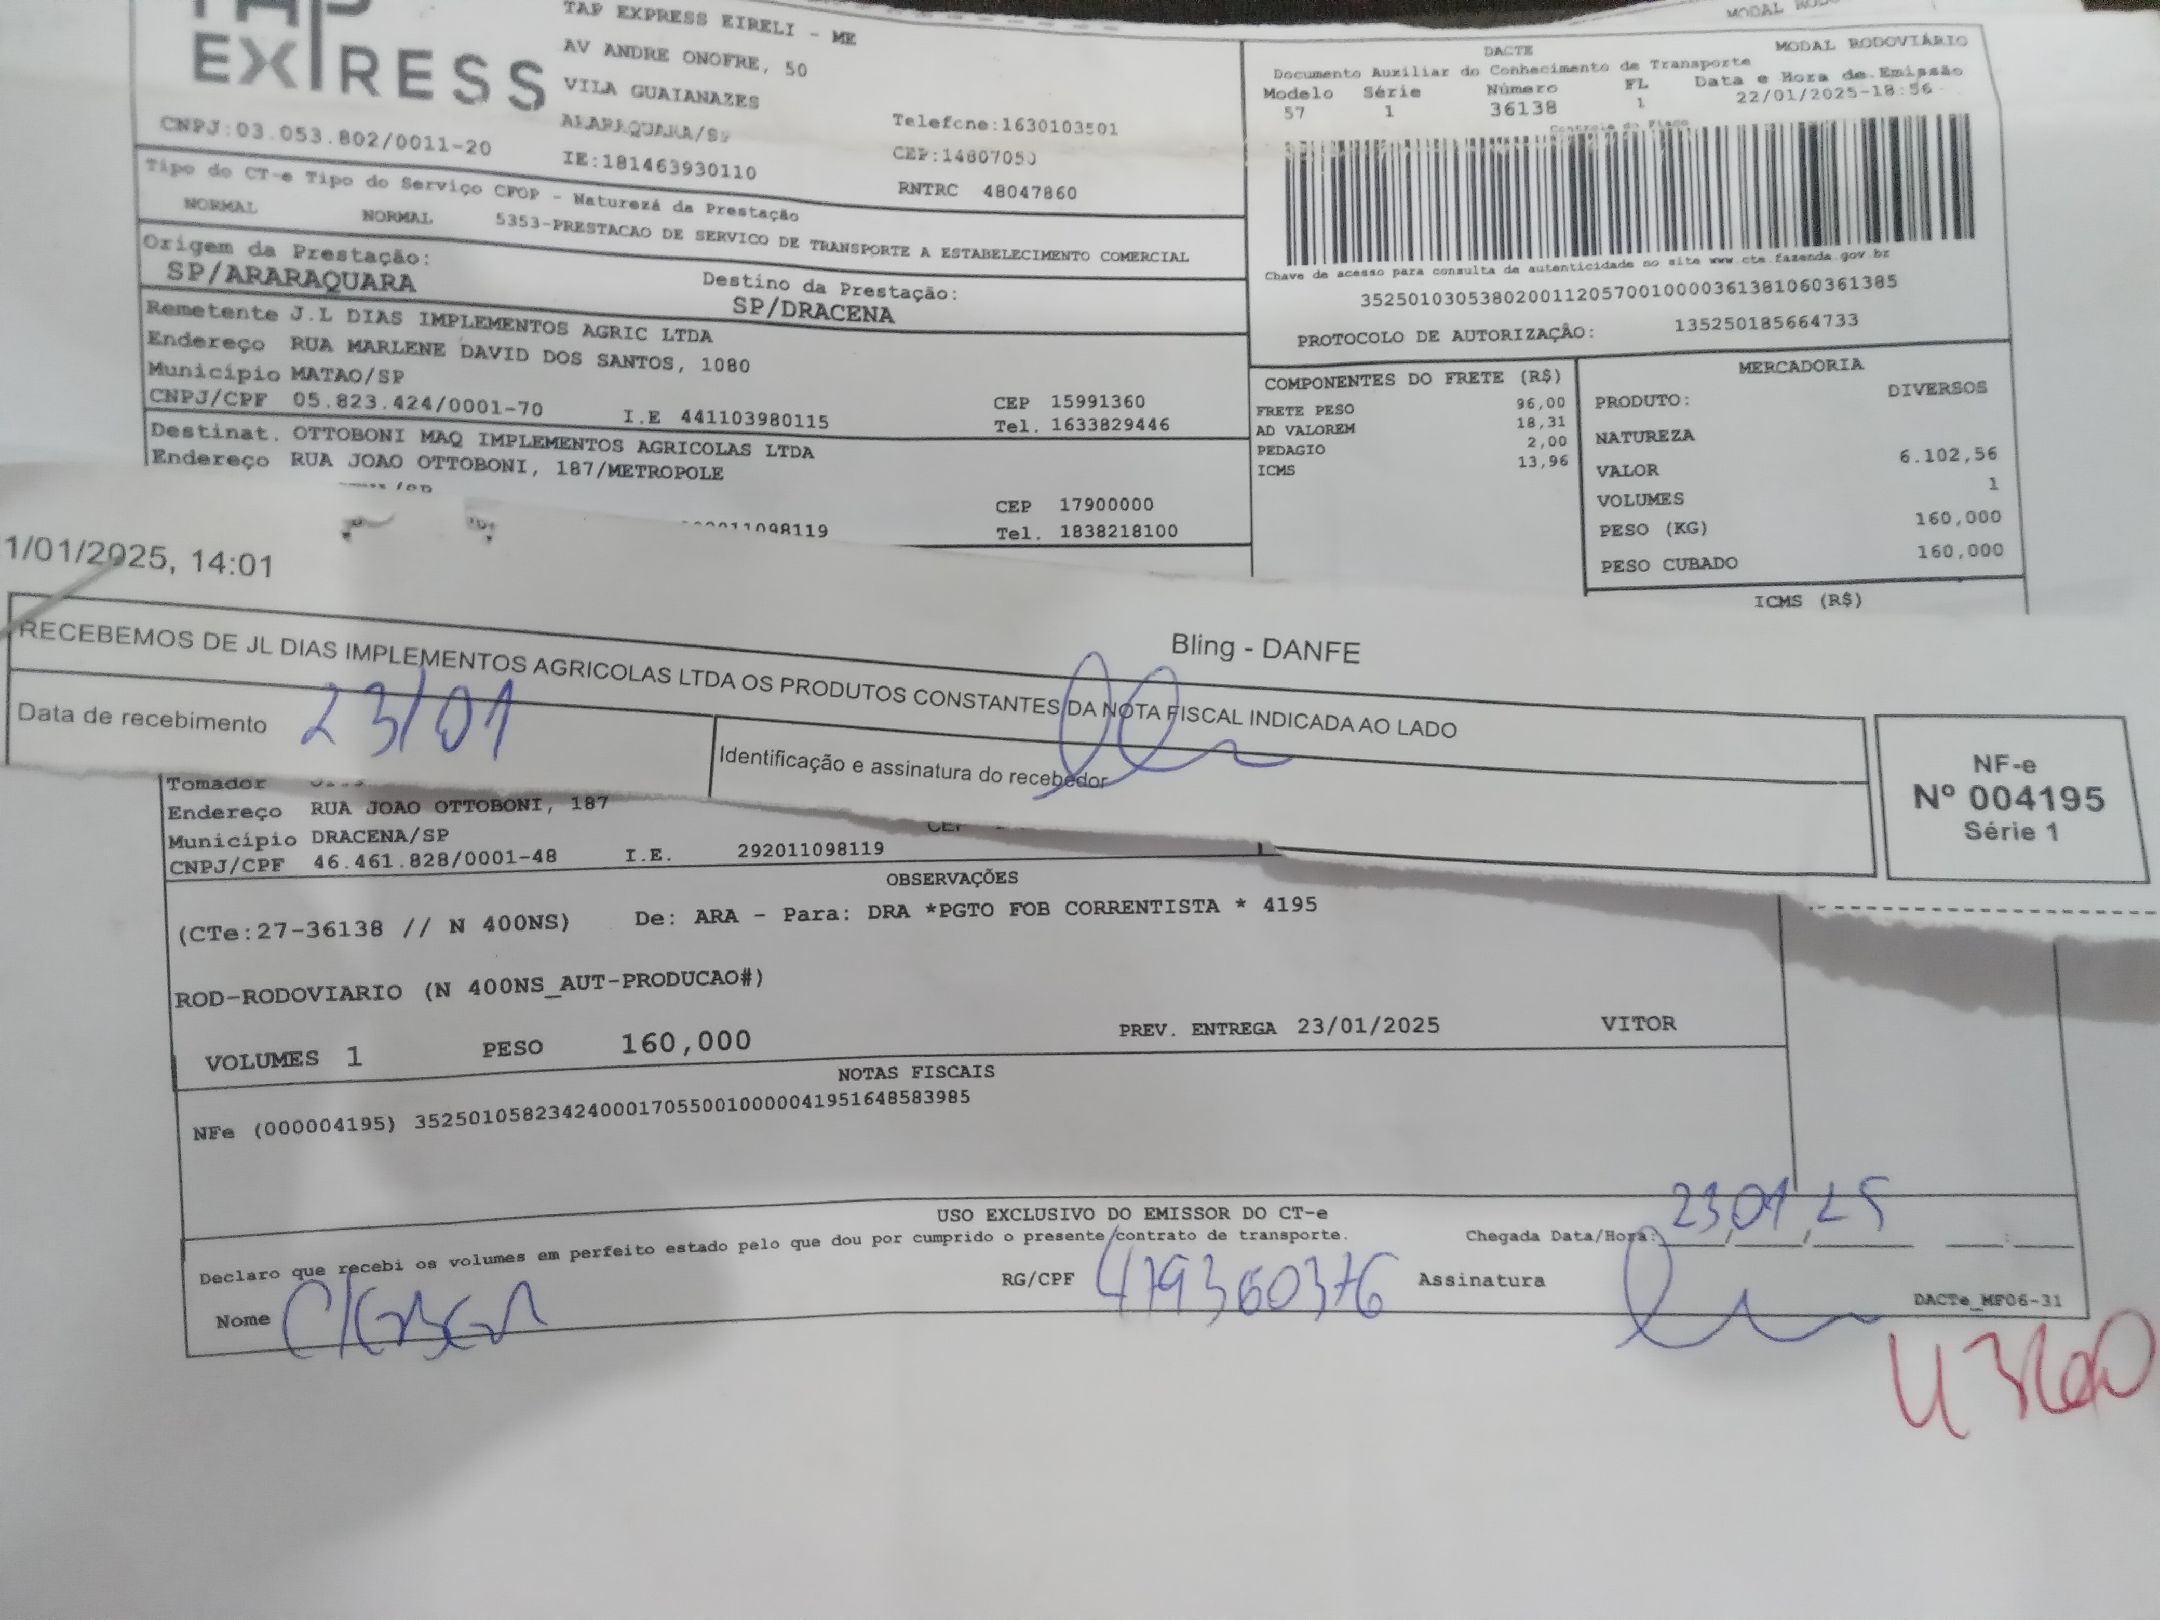 EXPRESS
CNPJ:03.053.802/0011-20
TAP EXPRESS EIRELI - ME
AV ANDRE ONOFRE, 50
VILA GUAIANAZES
ARARAQUARA/SP
IE:181463930110
Telefone:1630103501
CEP:14807050
RNTRC 48047860
MODAL RODOVIÁRIO
DACTE
Documento Auxiliar do Conhecimento de Transporte
Modelo Série Número FL Data e Hora de Emissão
57 1 36138 1 22/01/2025-18:56
Controle do Fisco
Chave de acesso para consulta de autenticidade no site www.cte.fazenda.gov.br
35250103053802001120570010000361381060361385
PROTOCOLO DE AUTORIZAÇÃO: 135250185664733
Tipo do CT-e Tipo do Serviço CFOP - Natureza da Prestação
NORMAL NORMAL 5353-PRESTACAO DE SERVICO DE TRANSPORTE A ESTABELECIMENTO COMERCIAL
Origem da Prestação: Destino da Prestação:
SP/ARARAQUARA SP/DRACENA
Remetente J.L DIAS IMPLEMENTOS AGRIC LTDA
Endereço RUA MARLENE DAVID DOS SANTOS, 1080
Município MATAO/SP CEP 15991360
CNPJ/CPF 05.823.424/0001-70 I.E 441103980115 Tel. 1633829446
Destinat. OTTOBONI MAQ IMPLEMENTOS AGRICOLAS LTDA
Endereço RUA JOAO OTTOBONI, 187/METROPOLE
CEP 17900000
11098119 Tel. 1838218100
COMPONENTES DO FRETE (R$)
FRETE PESO 96,00
AD VALOREM 18,31
PEDAGIO 2,00
ICMS 13,96
MERCADORIA
PRODUTO: DIVERSOS
NATUREZA
VALOR 6.102,56
VOLUMES 1
PESO (KG) 160,000
PESO CUBADO 160,000
ICMS (R$)
1/01/2025, 14:01
Bling - DANFE
RECEBEMOS DE JL DIAS IMPLEMENTOS AGRICOLAS LTDA OS PRODUTOS CONSTANTES DA NOTA FISCAL INDICADA AO LADO
Data de recebimento 23/01
Identificação e assinatura do recebedor
NF-e
Nº 004195
Série 1
Tomador
Endereço RUA JOAO OTTOBONI, 187
Município DRACENA/SP CEP
CNPJ/CPF 46.461.828/0001-48 I.E. 292011098119
OBSERVAÇÕES
(CTe:27-36138 // N 400NS) De: ARA - Para: DRA *PGTO FOB CORRENTISTA * 4195
ROD-RODOVIARIO (N 400NS_AUT-PRODUCAO#)
VOLUMES 1 PESO 160,000 PREV. ENTREGA 23/01/2025 VITOR
NOTAS FISCAIS
NFe (000004195) 35250105823424000170550010000041951648583985
USO EXCLUSIVO DO EMISSOR DO CT-e
Declaro que recebi os volumes em perfeito estado pelo que dou por cumprido o presente contrato de transporte.
Chegada Data/Hora: 23/01/25
Nome
RG/CPF 479360376 Assinatura
DACTe_MF06-31